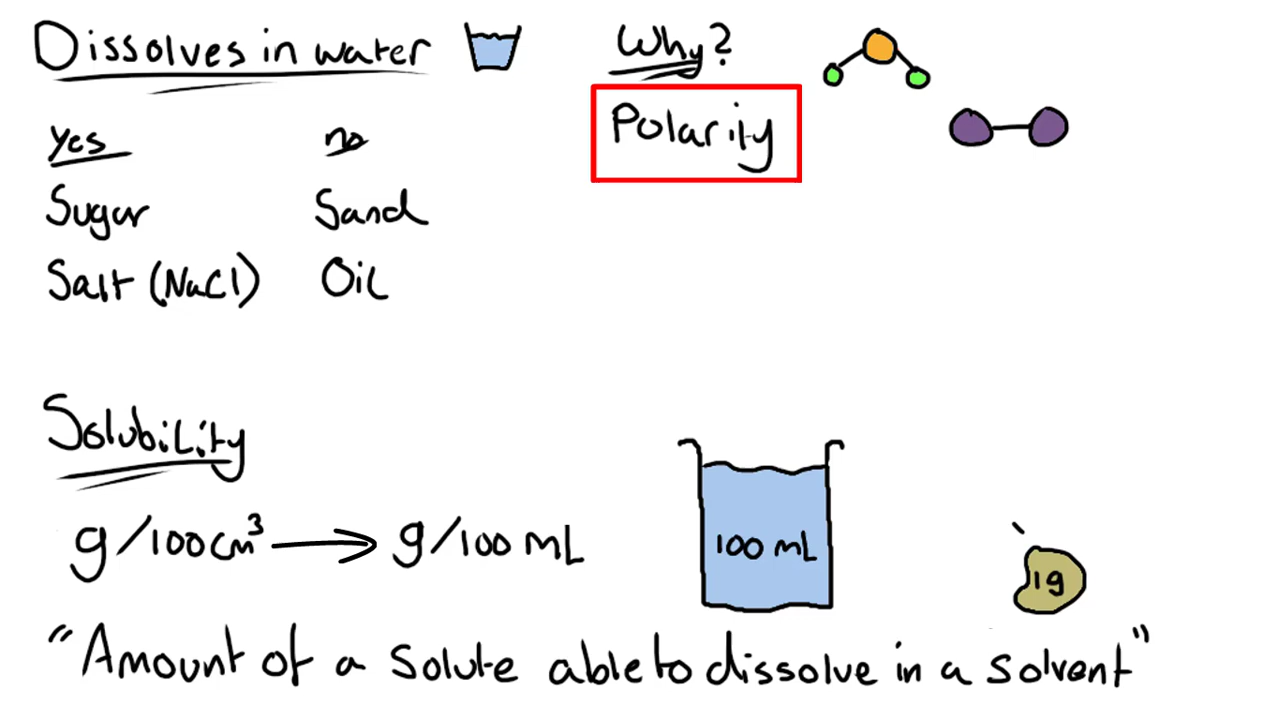 Dissolves in water
Why?
Polarity
yes no
Sugar Sand
Salt (NaCl) Oil
Solubility
g/100cm³ → g/100 mL
100 mL
1g
"Amount of a solute able to dissolve in a solvent"